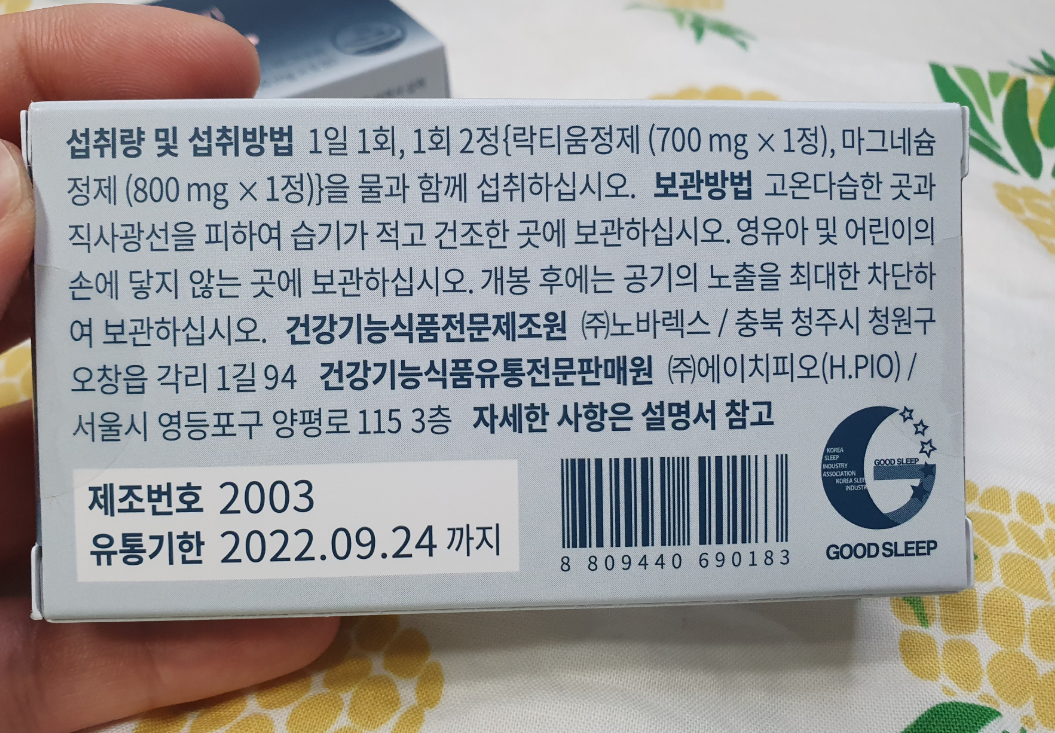 섭취량 및 섭취방법 1일 1회, 1회 2정{락티움정제 (700 mg × 1정), 마그네슘
정제 (800 mg × 1정)}을 물과 함께 섭취하십시오. 보관방법 고온다습한 곳과
직사광선을 피하여 습기가 적고 건조한 곳에 보관하십시오. 영유아 및 어린이의
손에 닿지 않는 곳에 보관하십시오. 개봉 후에는 공기의 노출을 최대한 차단하
여 보관하십시오. 건강기능식품전문제조원 ㈜노바렉스 / 충북 청주시 청원구
오창읍 각리 1길 94 건강기능식품유통전문판매원 ㈜에이치피오(H.PIO) /
서울시 영등포구 양평로 115 3층 자세한 사항은 설명서 참고
제조번호 2003
유통기한 2022.09.24 까지
8 809440 690183
KOREA
SLEEP
INDUSTRY
ASSOCIATION
KOREA SLEEP
INDUSTRY
GOOD SLEEP
GOOD SLEEP